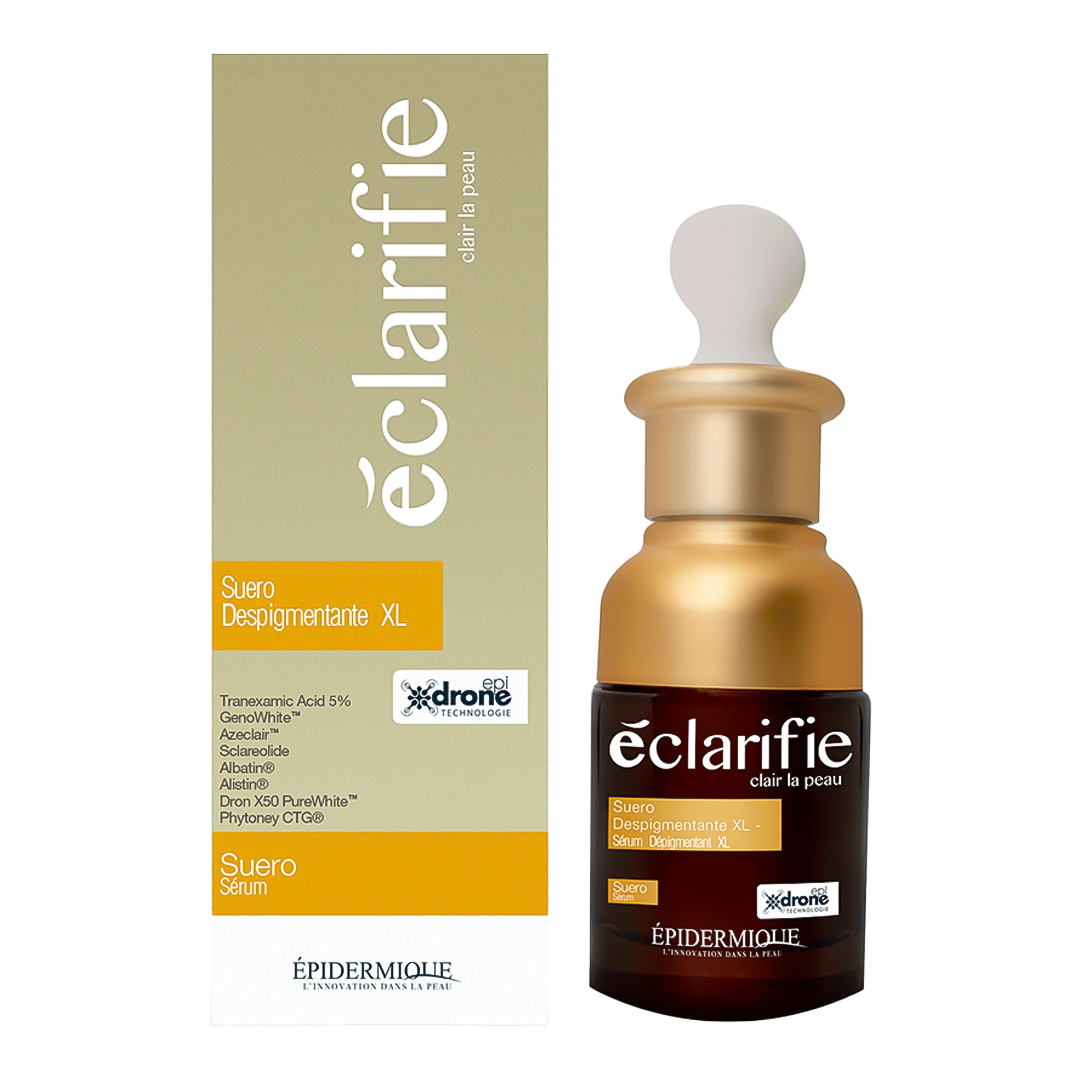 éclarifie
clair la peau
Suero
Despigmentante XL
epi
drone
TECHNOLOGIE
Tranexamic Acid 5%
GenoWhite™
Azeclair™
Sclareolide
Albatin®
Alistin®
Dron X50 PureWhite™
Phytoney CTG®
Suero
Sérum
ÉPIDERMIQUE
L'INNOVATION DANS LA PEAU
éclarifie
clair la peau
Suero
Despigmentante XL -
Sérum Dépigmentant XL
Suero
Sérum
epi
drone
TECHNOLOGIE
ÉPIDERMIQUE
L'INNOVATION DANS LA PEAU